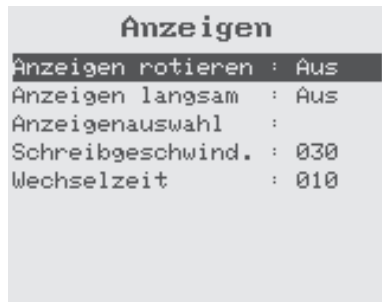 Anzeigen
Anzeigen rotieren : Aus
Anzeigen langsam : Aus
Anzeigenauswahl :
Schreibgeschwind. : 030
Wechselzeit : 010